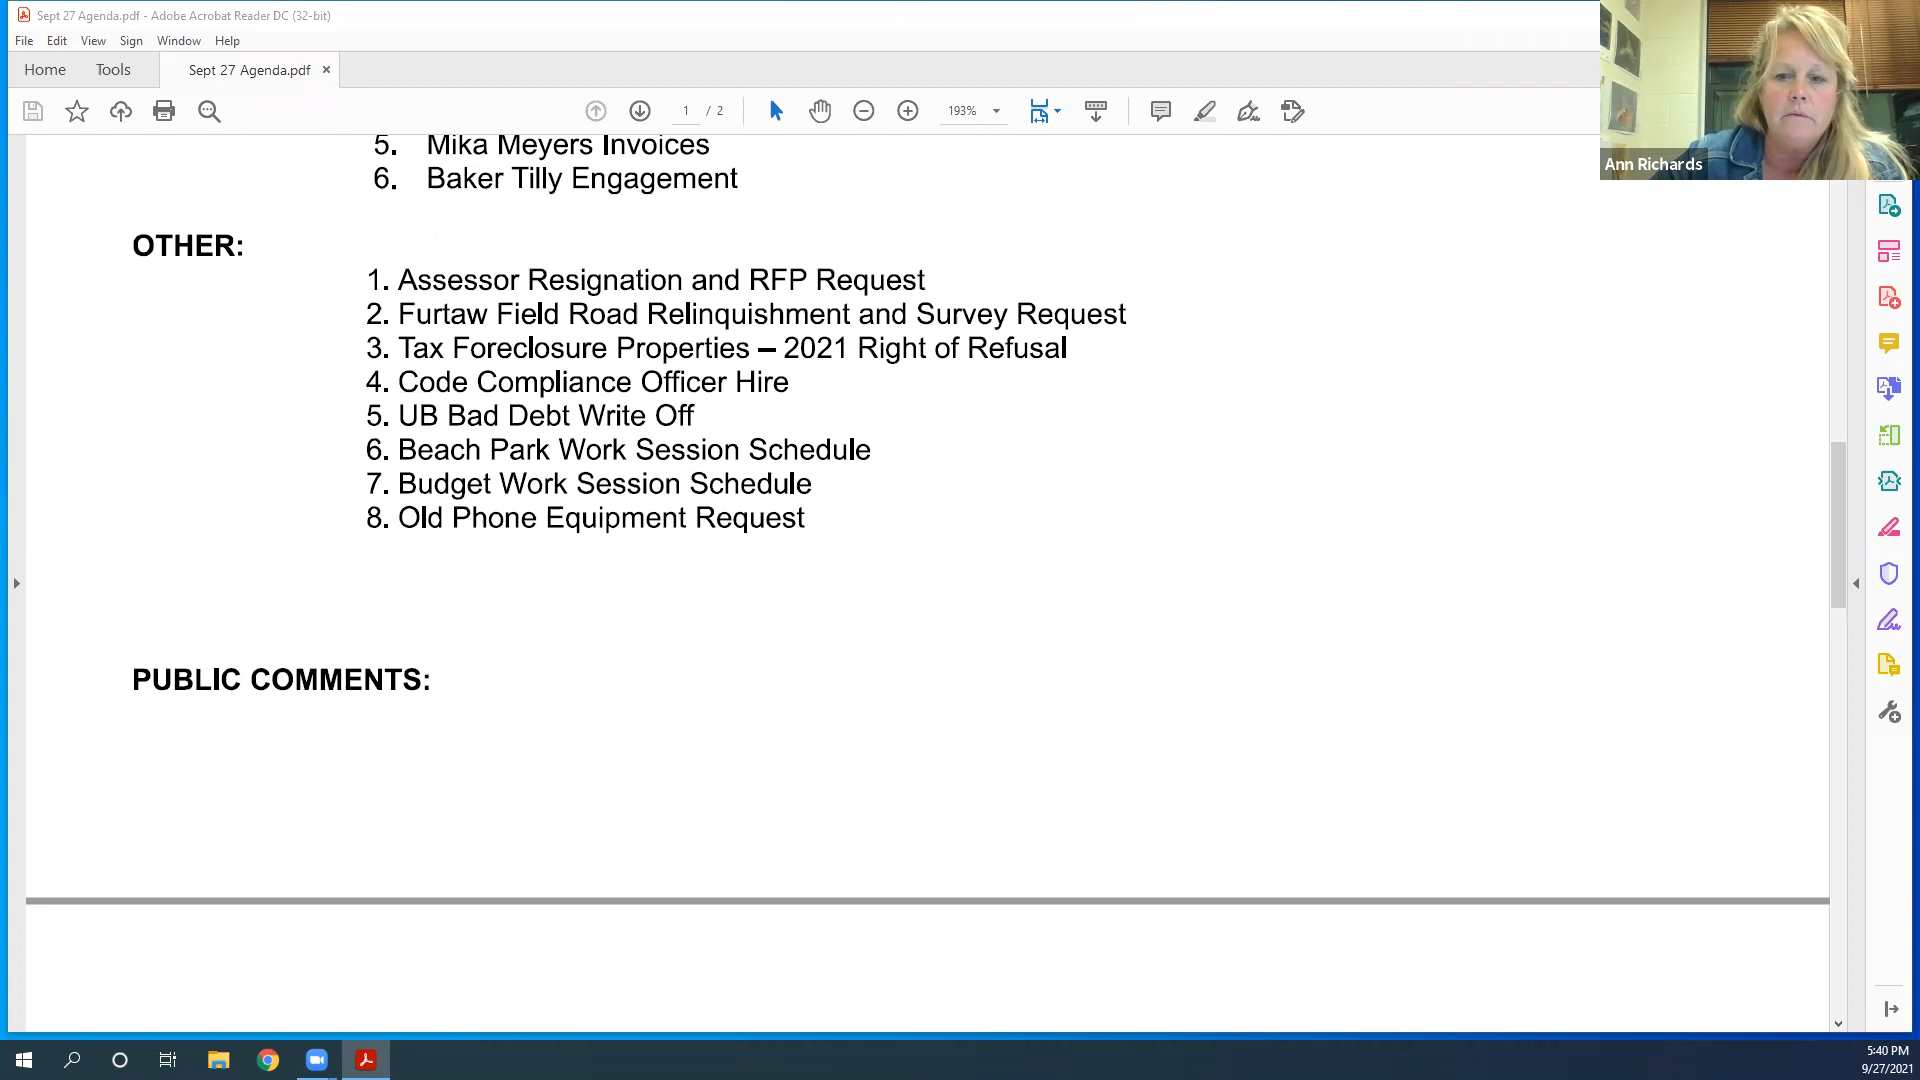 Sept 27 Agenda.pdf - Adobe Acrobat Reader DC (32-bit)
File Edit View Sign Window Help
Home Tools Sept 27 Agenda.pdf ×
1 / 2 193%
Ann Richards
5. Mika Meyers Invoices
6. Baker Tilly Engagement
OTHER:
1. Assessor Resignation and RFP Request
2. Furtaw Field Road Relinquishment and Survey Request
3. Tax Foreclosure Properties – 2021 Right of Refusal
4. Code Compliance Officer Hire
5. UB Bad Debt Write Off
6. Beach Park Work Session Schedule
7. Budget Work Session Schedule
8. Old Phone Equipment Request
PUBLIC COMMENTS:
5:40 PM
9/27/2021